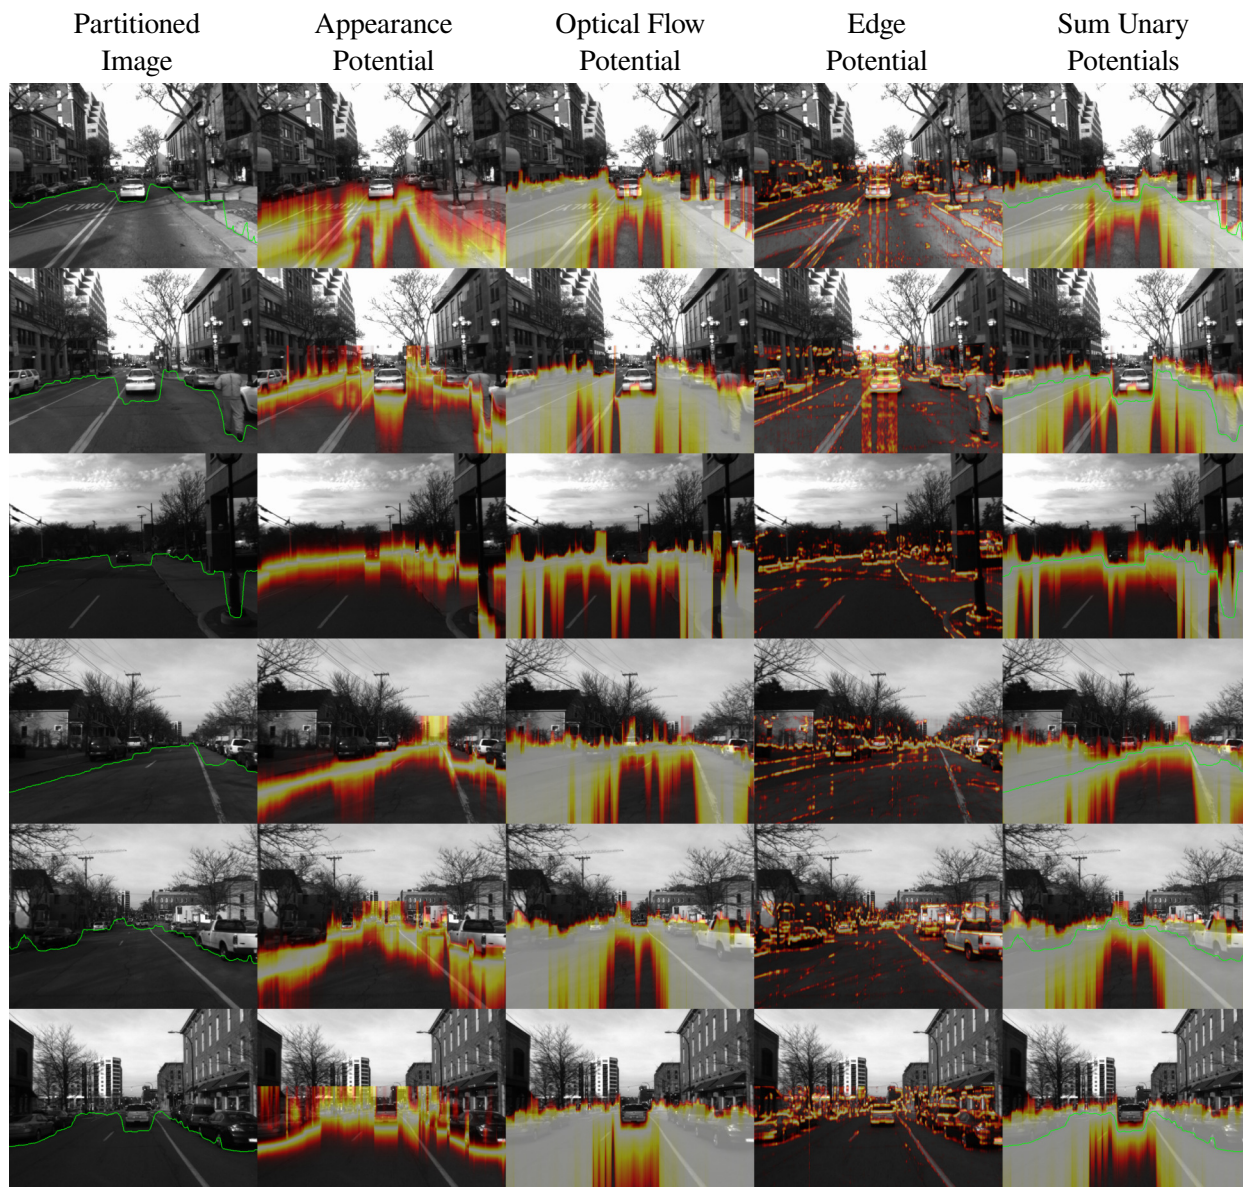 Partitioned Image
Appearance Potential
Optical Flow Potential
Edge Potential
Sum Unary Potentials